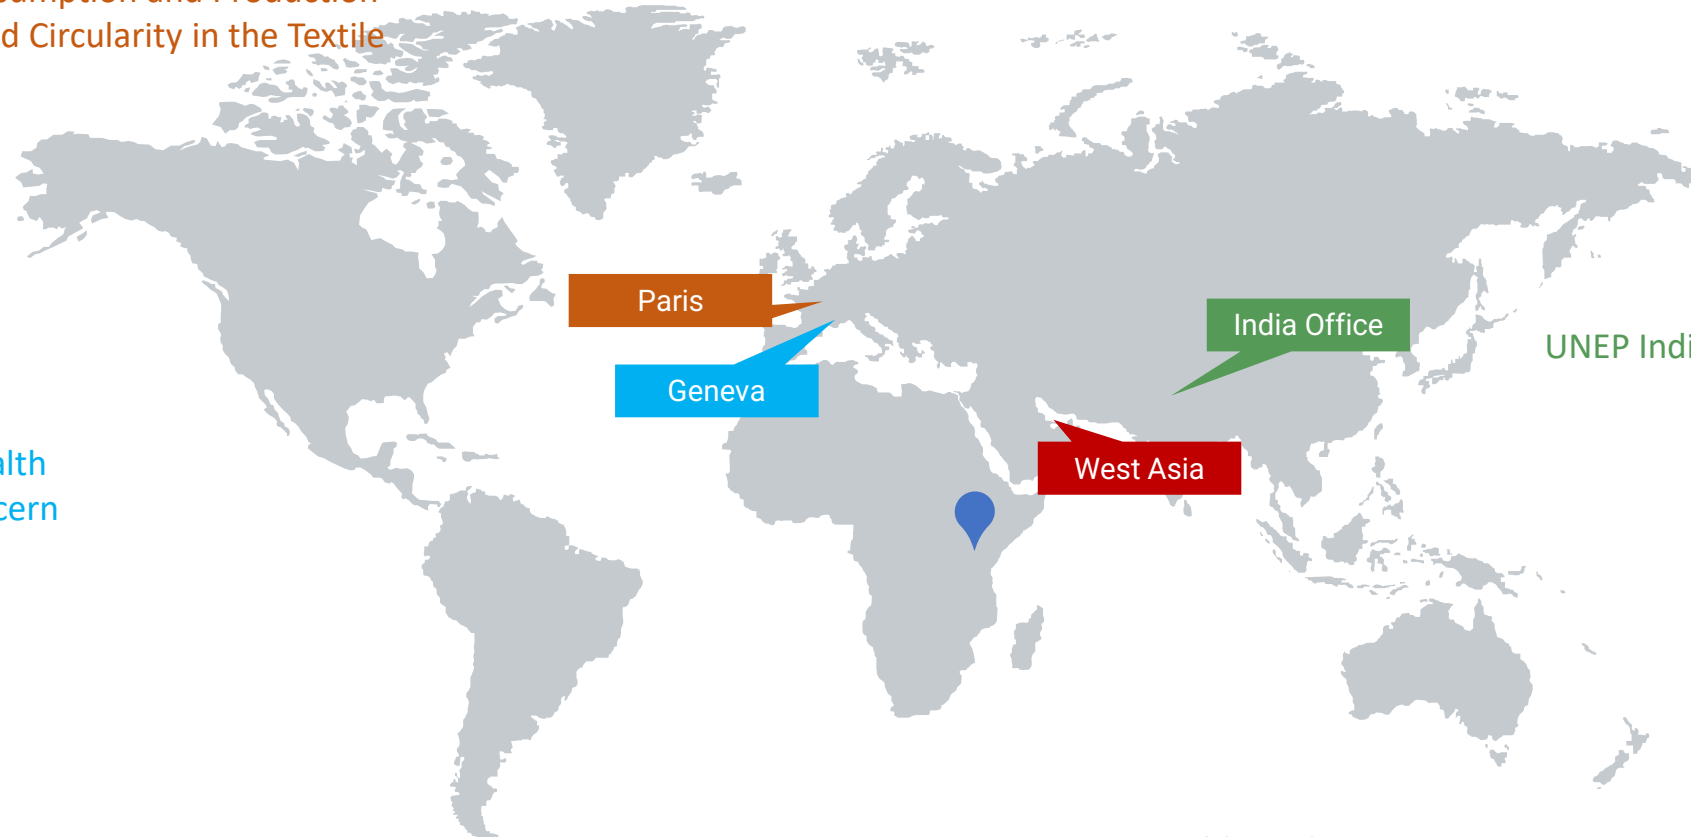 d Circularity in the Textile
Paris
India Office
UNEP Indi
Geneva
alth
West Asia
cern